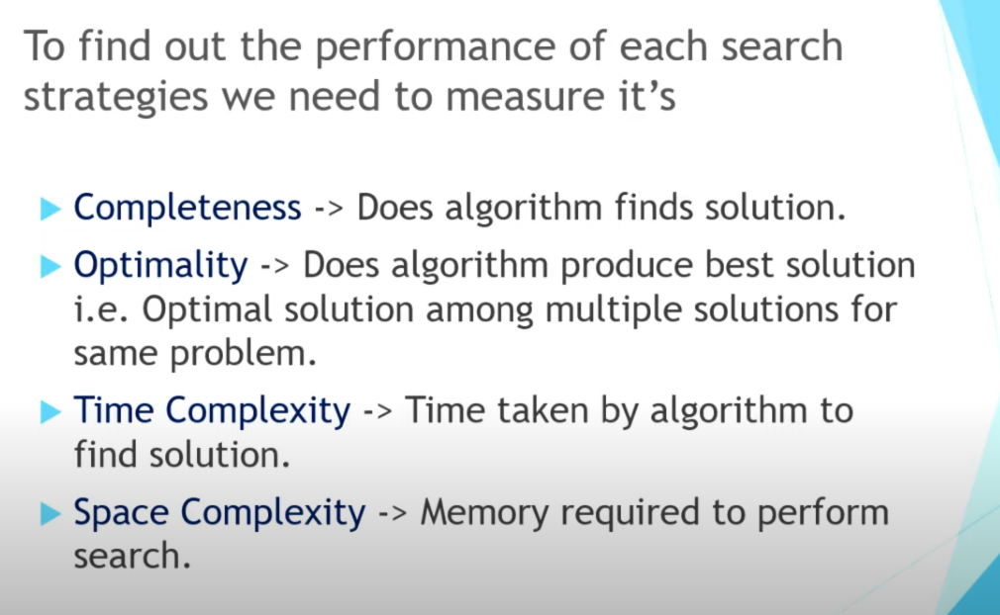 To find out the performance of each search
strategies we need to measure it's
Completeness -> Does algorithm finds solution.
Optimality -> Does algorithm produce best solution
i.e. Optimal solution among multiple solutions for
same problem.
Time Complexity -> Time taken by algorithm to
find solution.
Space Complexity -> Memory required to perform
search.